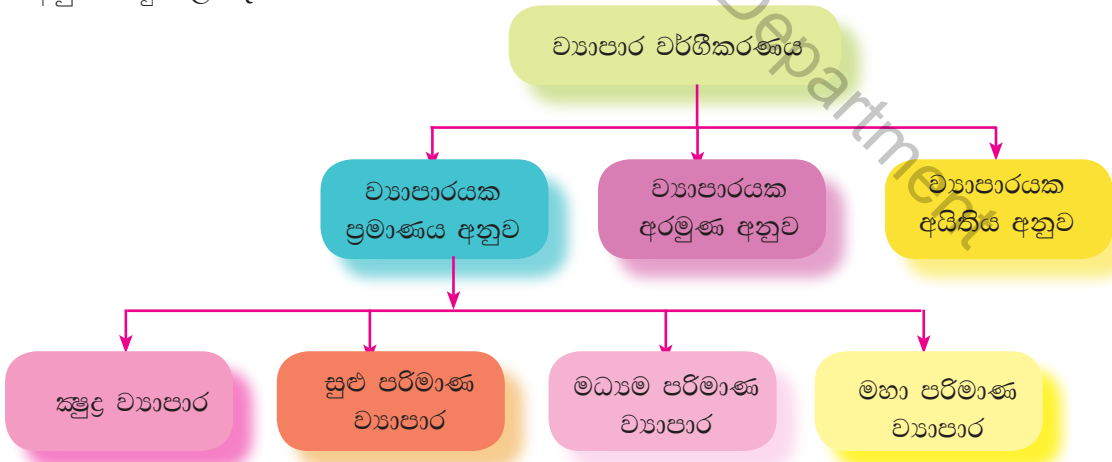 ව්‍යාපාර වර්ගීකරණය
ව්‍යාපාරයක
ප්‍රමාණය අනුව
ව්‍යාපාරයක
අරමුණ අනුව
ව්‍යාපාරයක
අයිතිය අනුව
ක්‍ෂුද්‍ර ව්‍යාපාර
සුළු පරිමාණ
ව්‍යාපාර
මධ්‍යම පරිමාණ
ව්‍යාපාර
මහා පරිමාණ
ව්‍යාපාර
Department